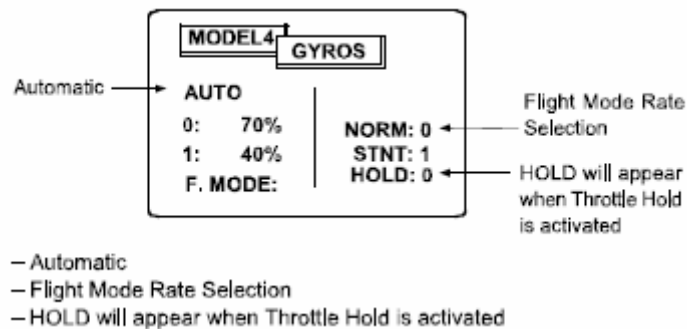 MODEL4
GYROS
Automatic
AUTO
0: 70%
1: 40%
F. MODE:
NORM: 0
STNT: 1
HOLD: 0
Flight Mode Rate
Selection
HOLD will appear
when Throttle Hold
is activated
– Automatic
– Flight Mode Rate Selection
– HOLD will appear when Throttle Hold is activated